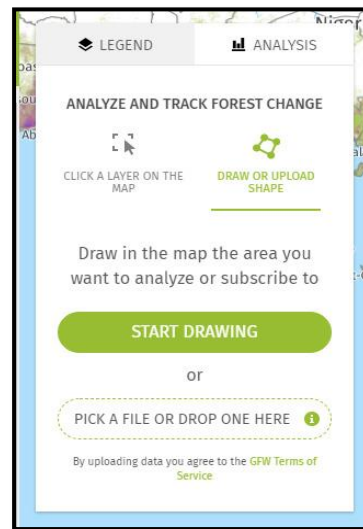 Niger
LEGEND
ANALYSIS
ANALYZE AND TRACK FOREST CHANGE
CLICK A LAYER ON THE
MAP
DRAW OR UPLOAD
SHAPE
Draw in the map the area you
want to analyze or subscribe to
START DRAWING
or
PICK A FILE OR DROP ONE HERE
By uploading data you agree to the GFW Terms of
Service